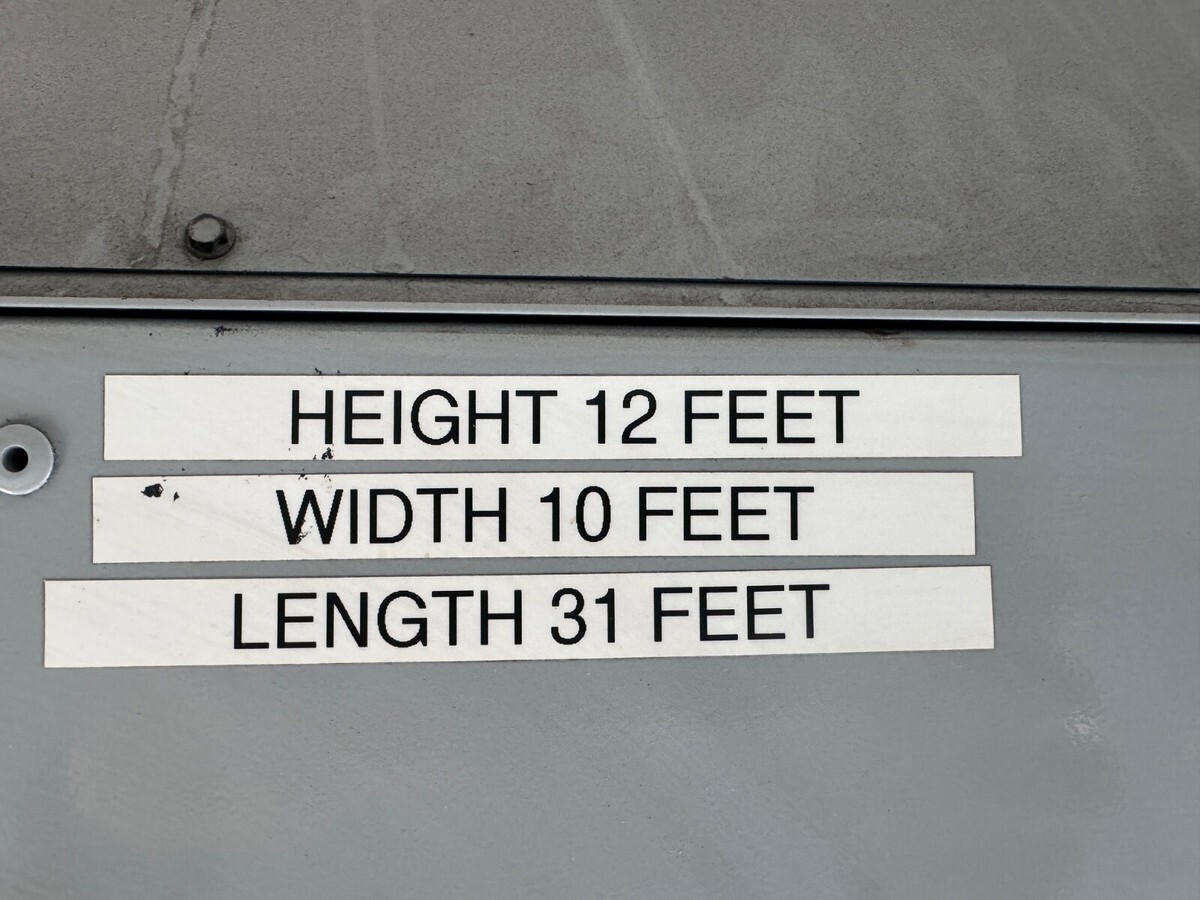 HEIGHT 12 FEET
WIDTH 10 FEET
LENGTH 31 FEET